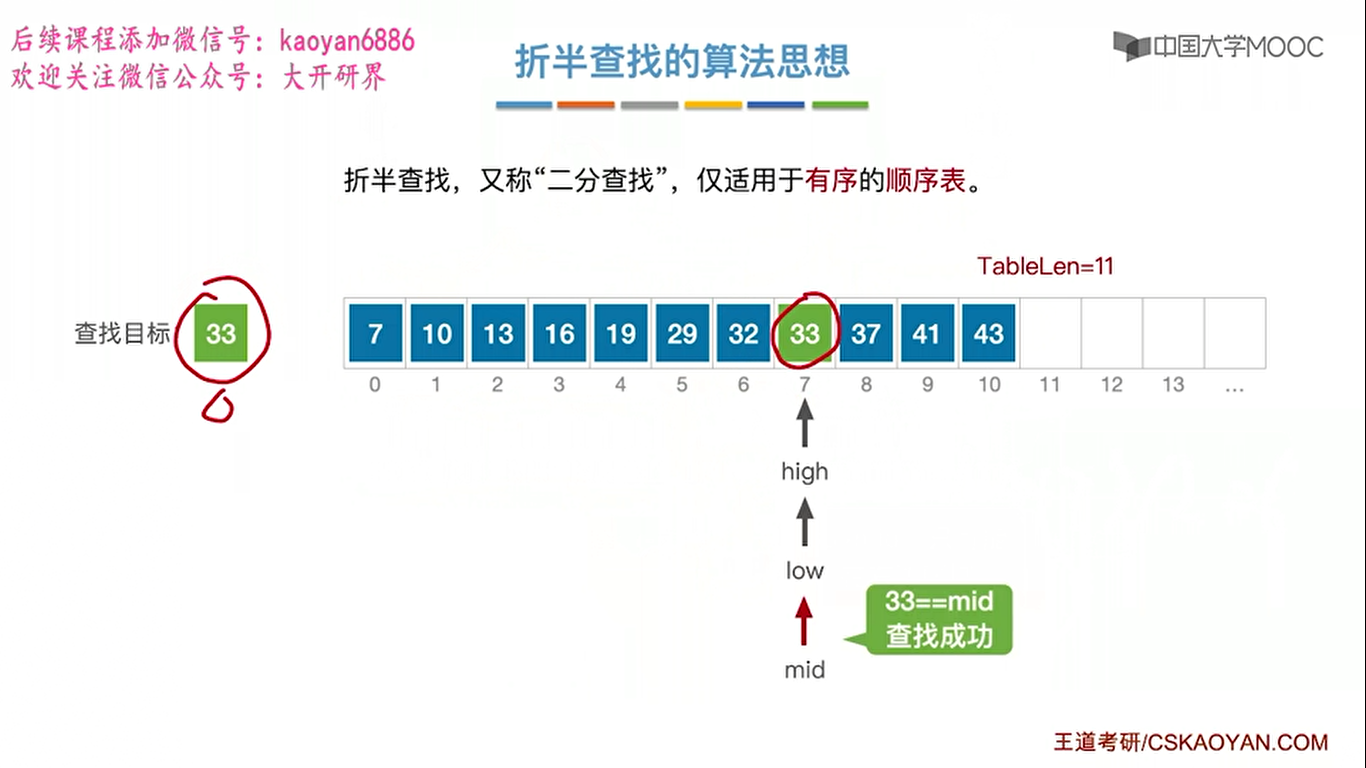 后续课程添加微信号：kaoyan6886
欢迎关注微信公众号：大开研界
中国大学MOOC
折半查找的算法思想
折半查找，又称“二分查找”，仅适用于有序的顺序表。
TableLen=11
查找目标 33
7 10 13 16 19 29 32 33 37 41 43
0 1 2 3 4 5 6 7 8 9 10 11 12 13 ...
high
low
33==mid
查找成功
mid
王道考研/CSKAOYAN.COM